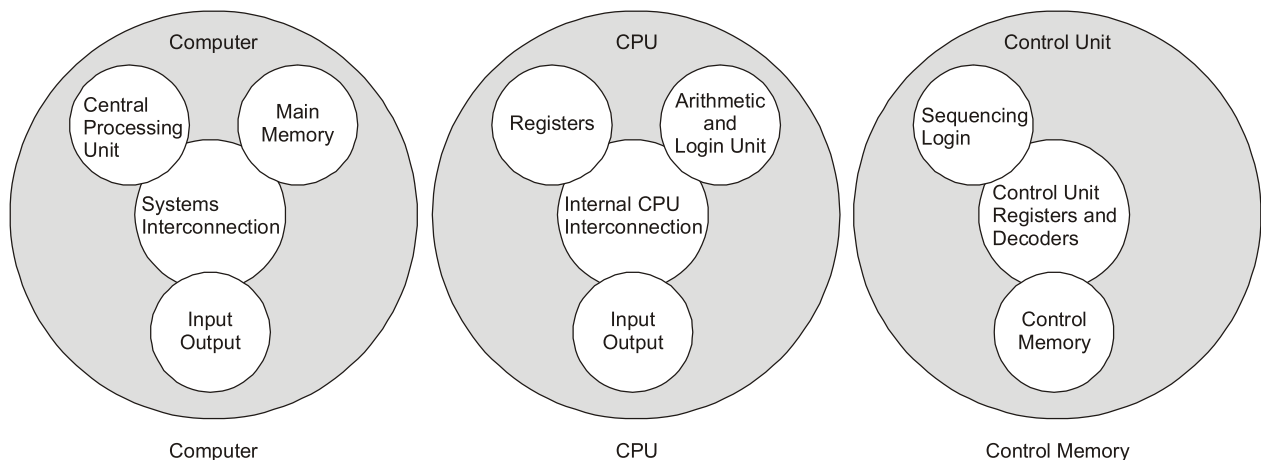 Computer
Central
Processing
Unit
Main
Memory
Systems
Interconnection
Input
Output
Computer
CPU
Registers
Arithmetic
and
Login Unit
Internal CPU
Interconnection
Input
Output
CPU
Control Unit
Sequencing
Login
Control Unit
Registers and
Decoders
Control
Memory
Control Memory